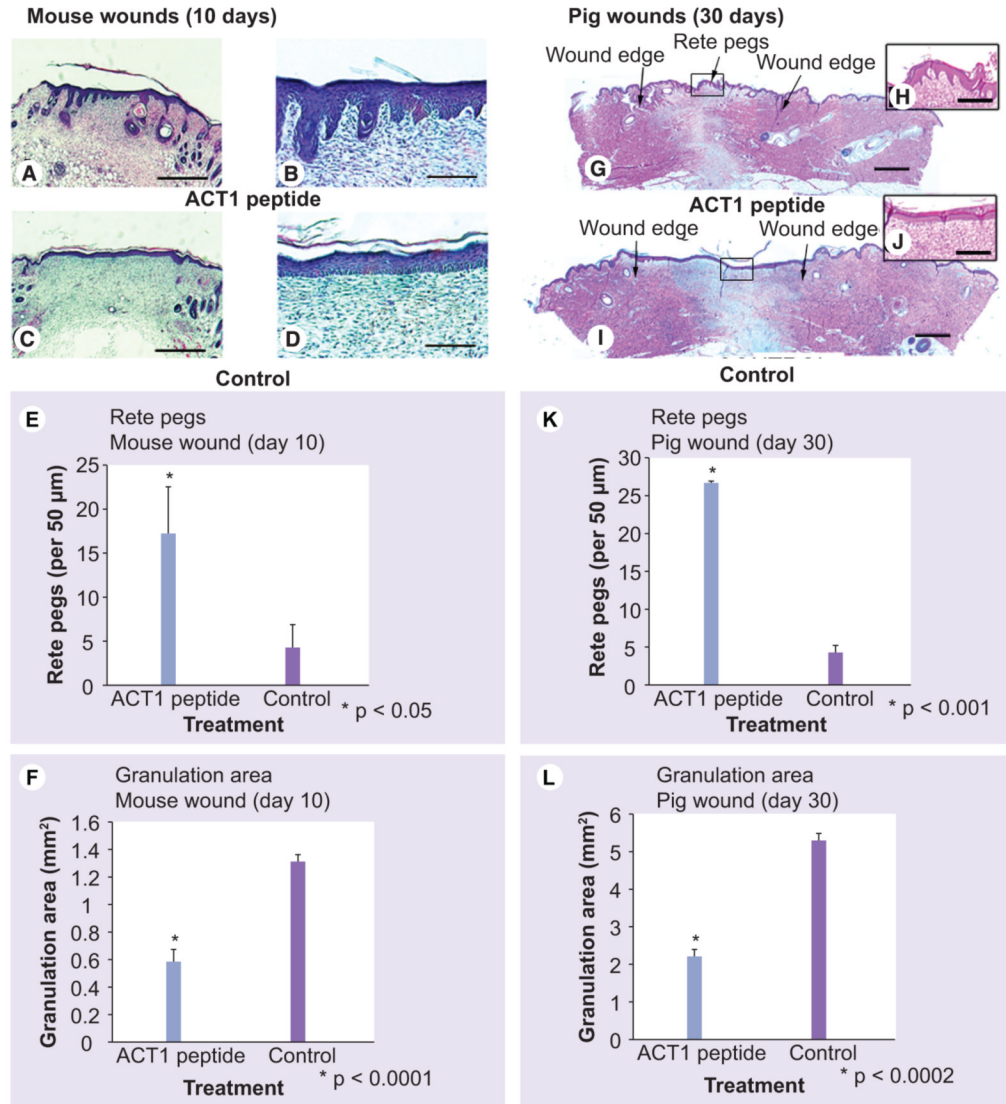 Mouse wounds (10 days)
A
B
ACT1 peptide
C
D
Control
Pig wounds (30 days)
Wound edge
Rete pegs
Wound edge
H
G
ACT1 peptide
J
Wound edge
Wound edge
I
Control
E
Rete pegs
Mouse wound (day 10)
Rete pegs (per 50 µm)
25
20
15
10
5
0
*
ACT1 peptide
Control
* p < 0.05
Treatment
K
Rete pegs
Pig wound (day 30)
Rete pegs (per 50 µm)
30
25
20
15
10
5
0
*
ACT1 peptide
Control
* p < 0.001
Treatment
F
Granulation area
Mouse wound (day 10)
Granulation area (mm²)
1.6
1.4
1.2
1
0.8
0.6
0.4
0.2
0
*
ACT1 peptide
Control
* p < 0.0001
Treatment
L
Granulation area
Pig wound (day 30)
Granulation area (mm²)
6
5
4
3
2
1
0
*
ACT1 peptide
Control
* p < 0.0002
Treatment